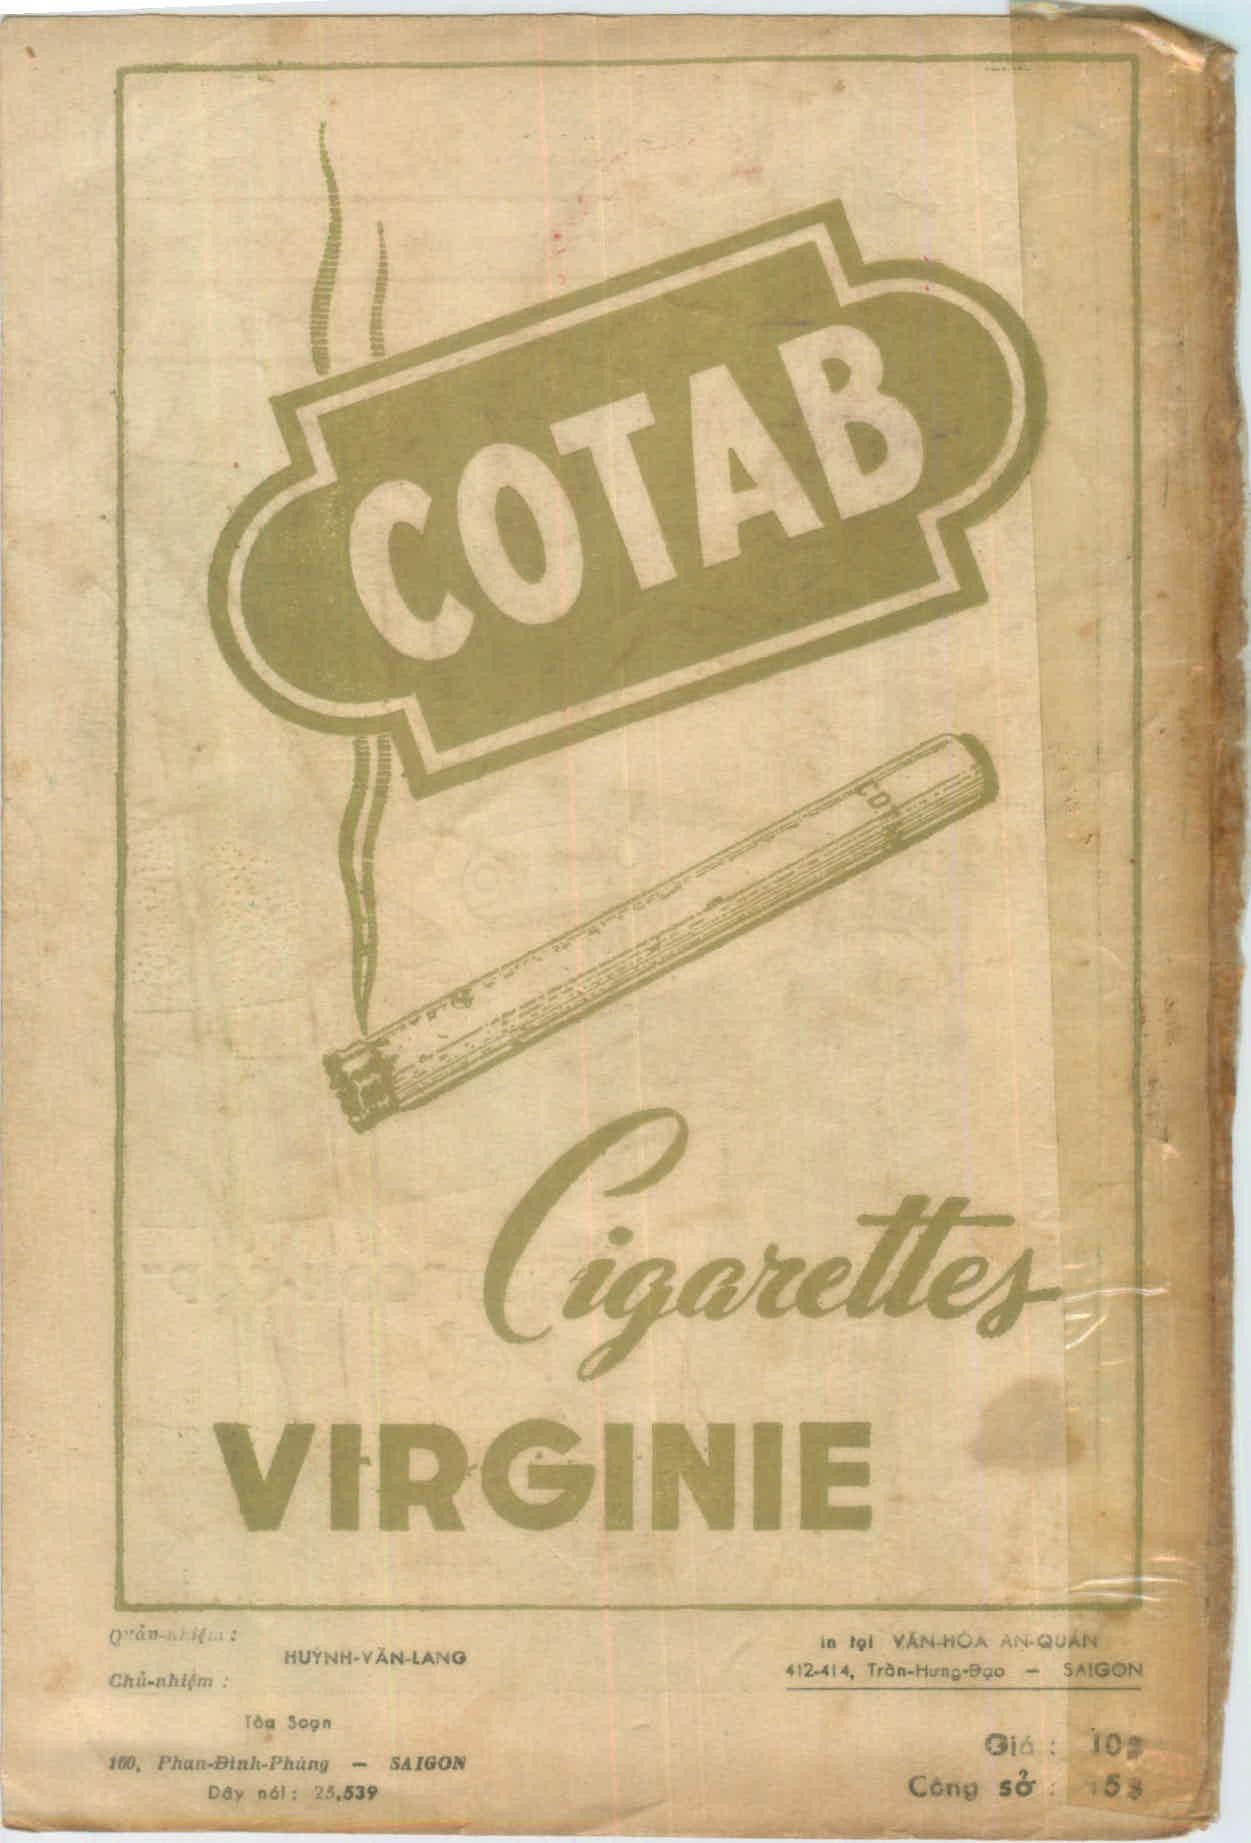 COTAB
Cigarettes
VIRGINIE
Quản-nhiệm :
HUỲNH-VĂN-LANG
Chủ-nhiệm :
Tòa Soạn
160, Phan-Đình-Phùng — SAIGON
Dây nói : 25,539
In tại VĂN-HÓA ẤN-QUÁN
412-414, Trần-Hưng-Đạo — SAIGON
Giá : 10$
Công sở :